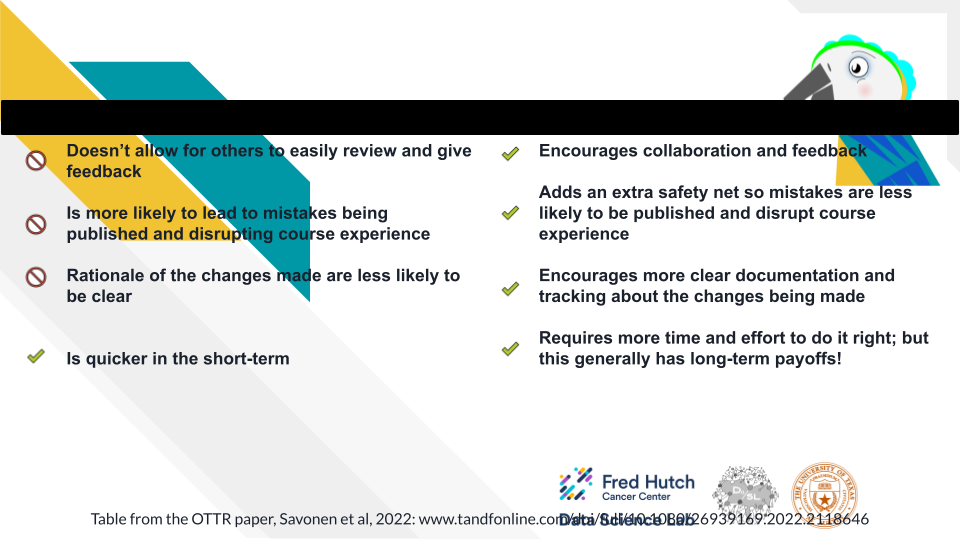 Doesn't allow for others to easily review and give
feedback
Is more likely to lead to mistakes being
published and disrupting course experience
Rationale of the changes made are less likely to
be clear
Is quicker in the short-term
Encourages collaboration and feedback
Adds an extra safety net so mistakes are less
likely to be published and disrupt course
experience
Encourages more clear documentation and
tracking about the changes being made
Requires more time and effort to do it right; but
this generally has long-term payoffs!
Fred Hutch
Cancer Center
Data Science Lab
THE UNIVERSITY OF TEXAS
Table from the OTTR paper, Savonen et al, 2022: www.tandfonline.com/doi/full/10.1080/26939169.2022.2118646